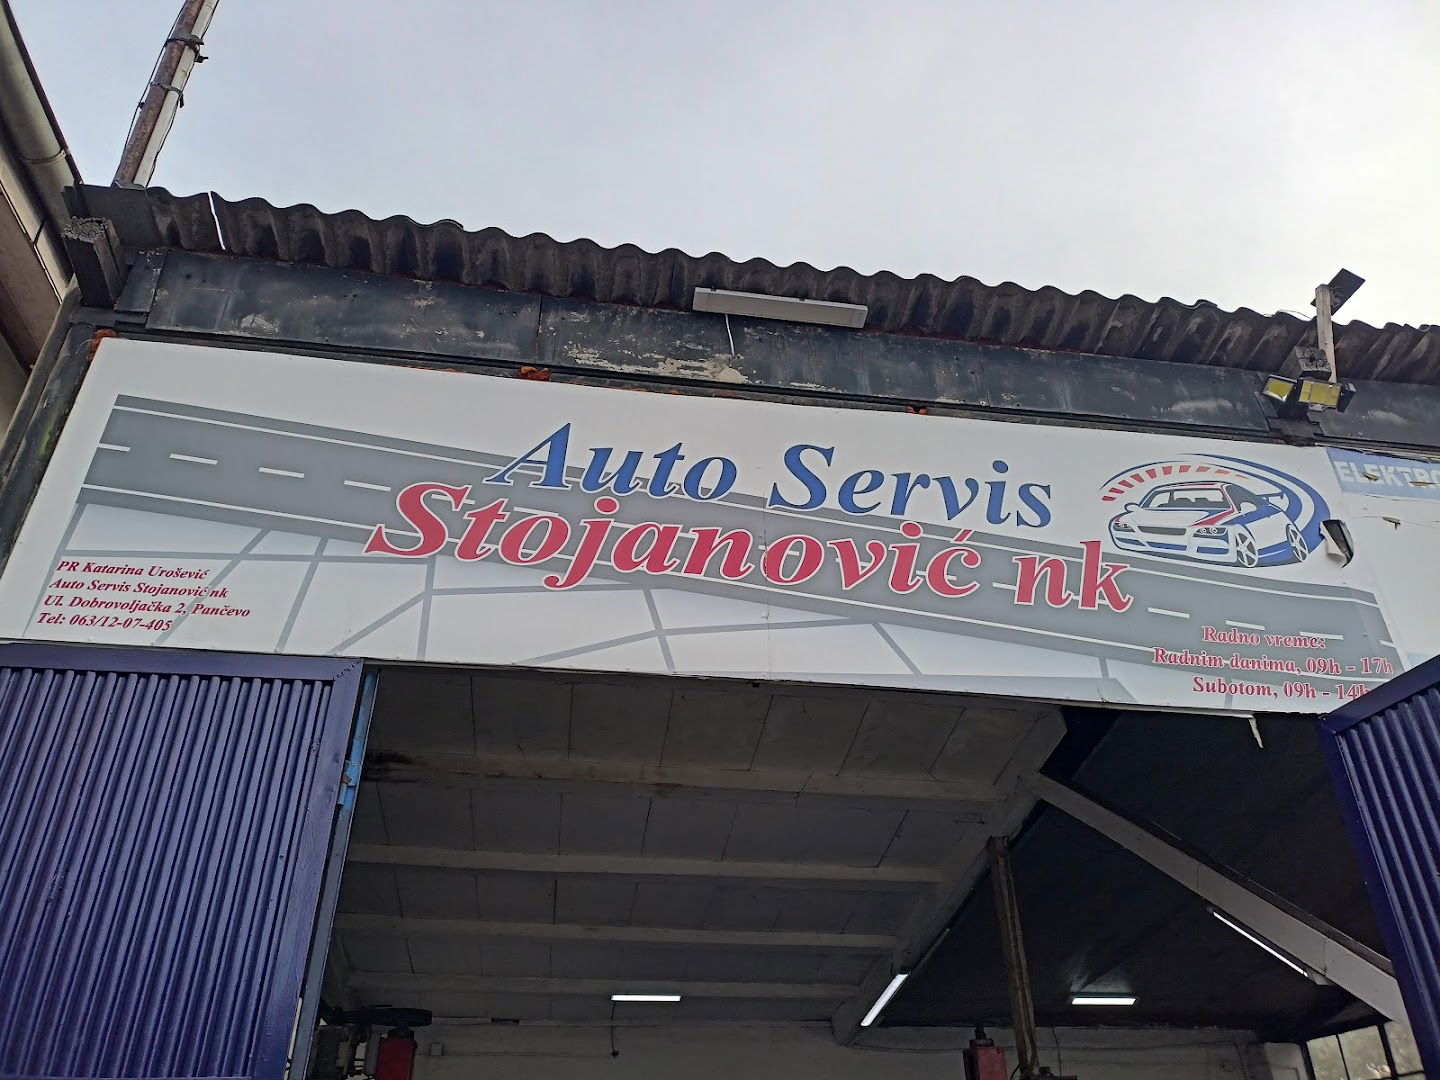 Auto Servis
Stojanović nk
PR Katarina Urošević
Auto Servis Stojanović nk
Ul. Dobrovoljačka 2, Pančevo
Tel: 063/12-07-405
Radno vreme:
Radnim danima, 09h - 17h
Subotom, 09h - 14h
ELEKTRO